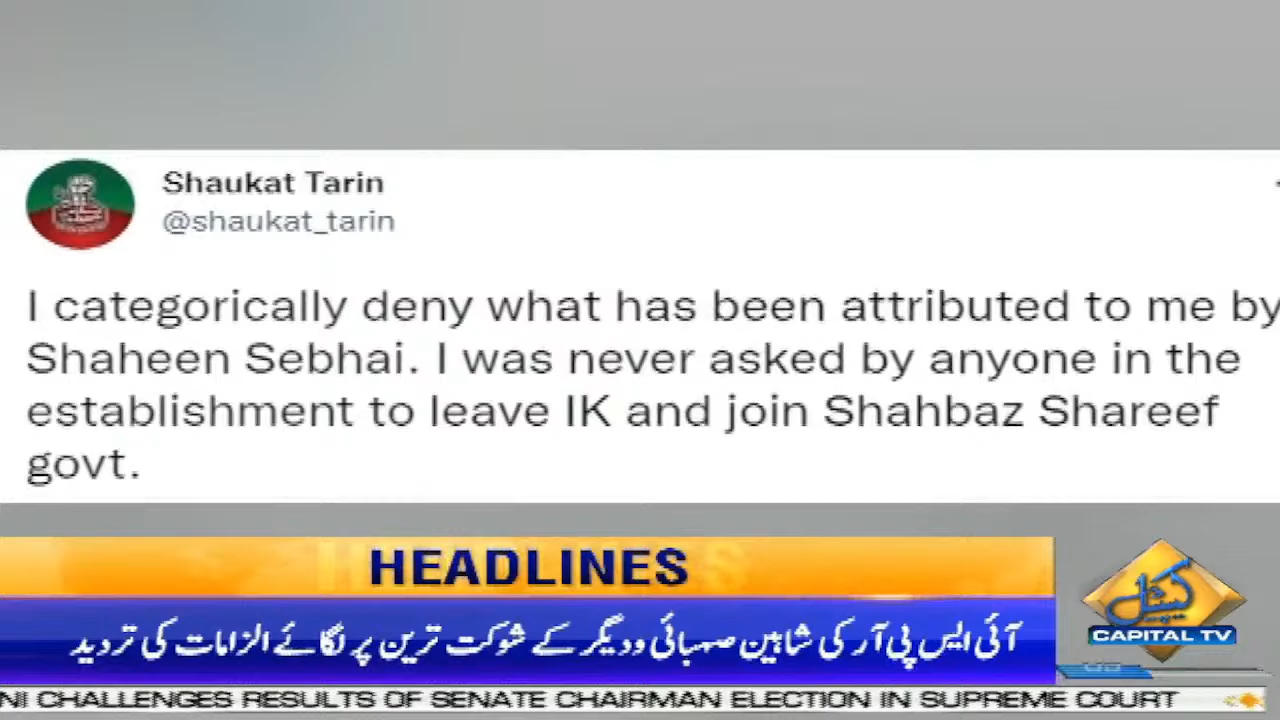 Shaukat Tarin
@shaukat_tarin
I categorically deny what has been attributed to me by
Shaheen Sebhai. I was never asked by anyone in the
establishment to leave IK and join Shahbaz Shareef
govt.
HEADLINES
آئی ایس پی آر کی شاہین صہبائی و دیگر کے شوکت ترین پر لگائے الزامات کی تردید
کیپیٹل
CAPITAL TV
NI CHALLENGES RESULTS OF SENATE CHAIRMAN ELECTION IN SUPREME COURT